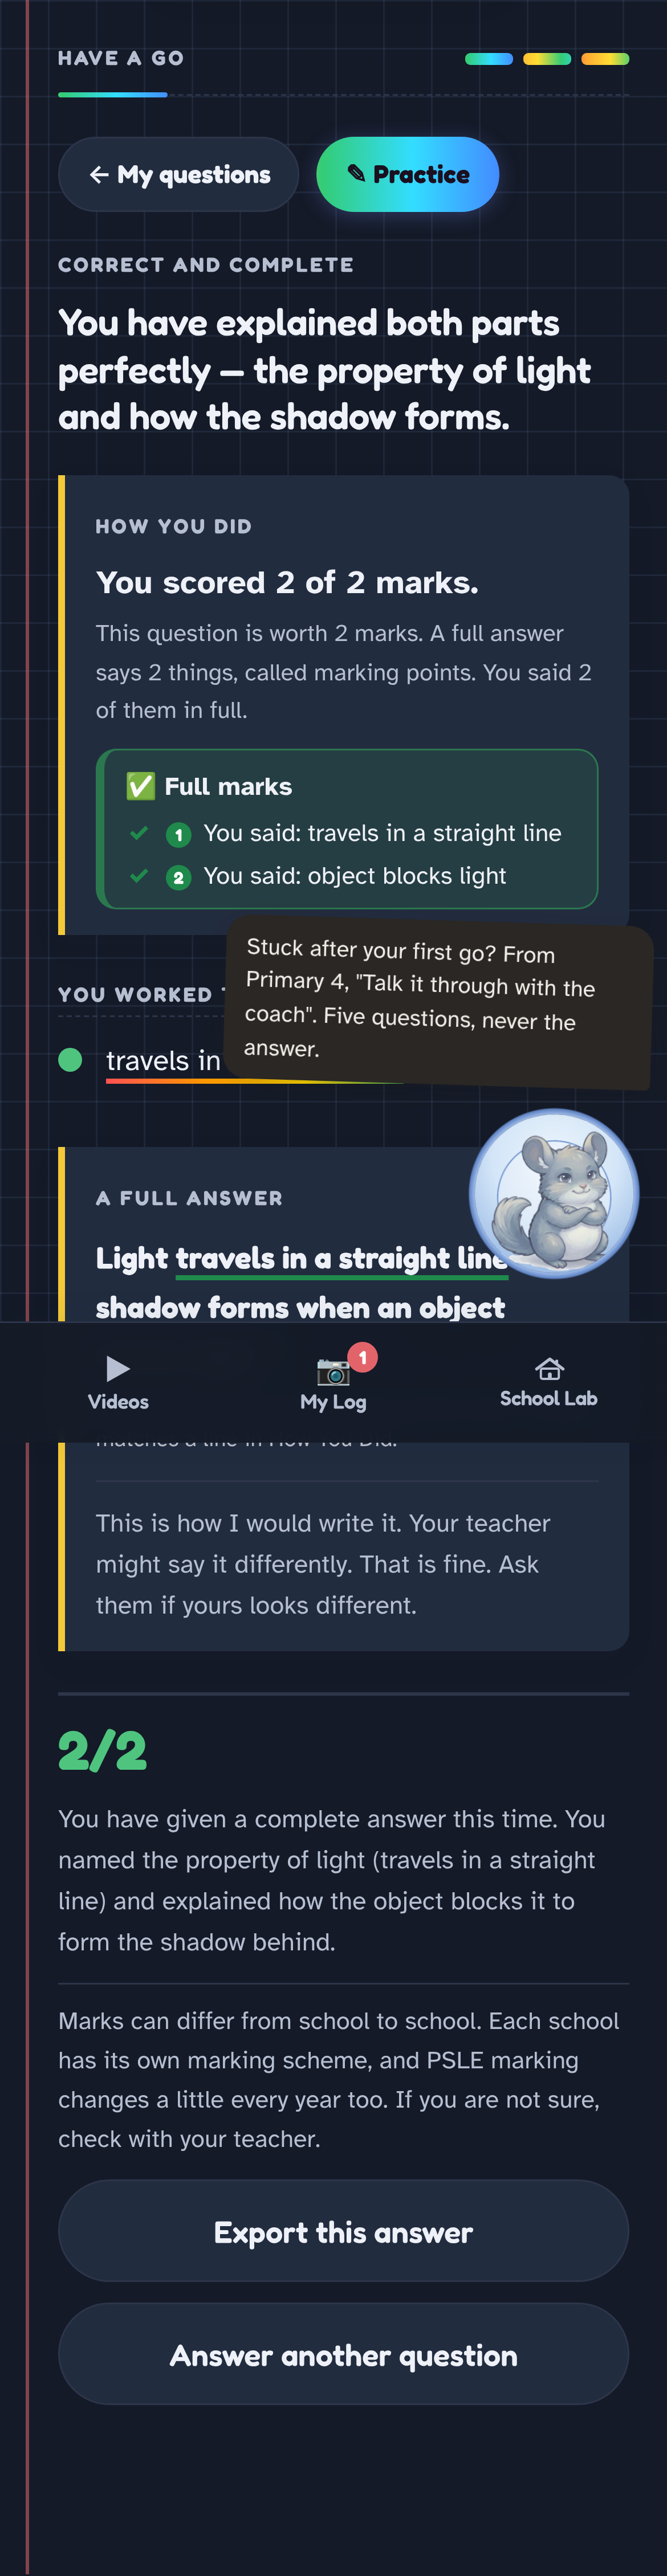 HAVE A GO
← My questions
✎ Practice
CORRECT AND COMPLETE
You have explained both parts
perfectly — the property of light
and how the shadow forms.
HOW YOU DID
You scored 2 of 2 marks.
This question is worth 2 marks. A full answer
says 2 things, called marking points. You said 2
of them in full.
✅ Full marks
✓ 1 You said: travels in a straight line
✓ 2 You said: object blocks light
Stuck after your first go? From
Primary 4, "Talk it through with the
coach". Five questions, never the
answer.
YOU WORKED
travels in
A FULL ANSWER
Light travels in a straight line
shadow forms when an object
Videos
1
My Log
School Lab
matches a line in How You Did.
This is how I would write it. Your teacher
might say it differently. That is fine. Ask
them if yours looks different.
2/2
You have given a complete answer this time. You
named the property of light (travels in a straight
line) and explained how the object blocks it to
form the shadow behind.
Marks can differ from school to school. Each school
has its own marking scheme, and PSLE marking
changes a little every year too. If you are not sure,
check with your teacher.
Export this answer
Answer another question